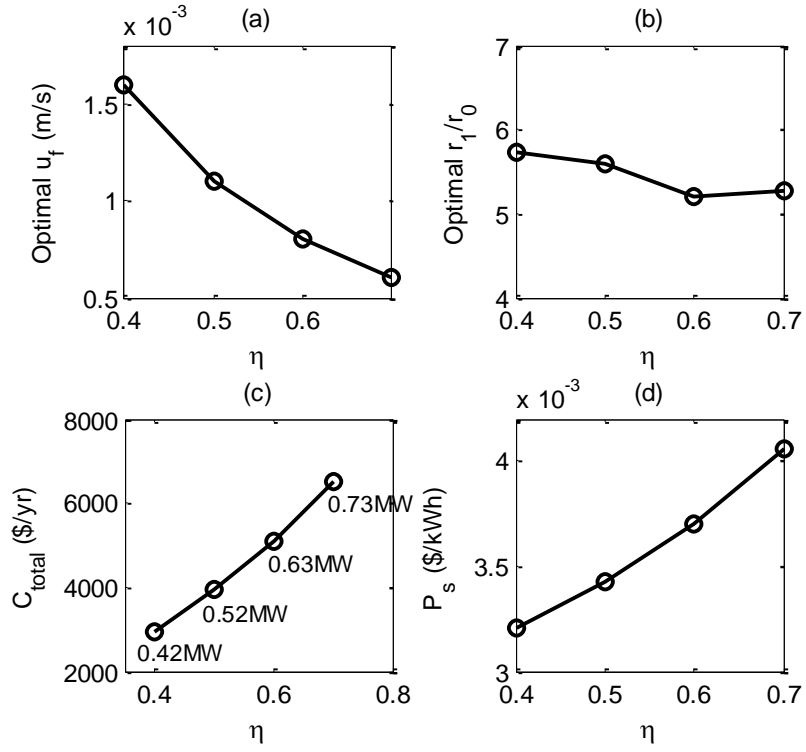 x 10^-3
(a)
Optimal u_f (m/s)
1.5
1
0.5
0.4
0.5
0.6
0.7
η
(b)
Optimal r_1/r_0
7
6
5
4
0.4
0.5
0.6
0.7
η
(c)
C_total ($/yr)
8000
6000
4000
2000
0.73MW
0.63MW
0.52MW
0.42MW
0.4
0.6
0.8
η
x 10^-3
(d)
P_s ($/kWh)
4
3.5
3
0.4
0.5
0.6
0.7
η